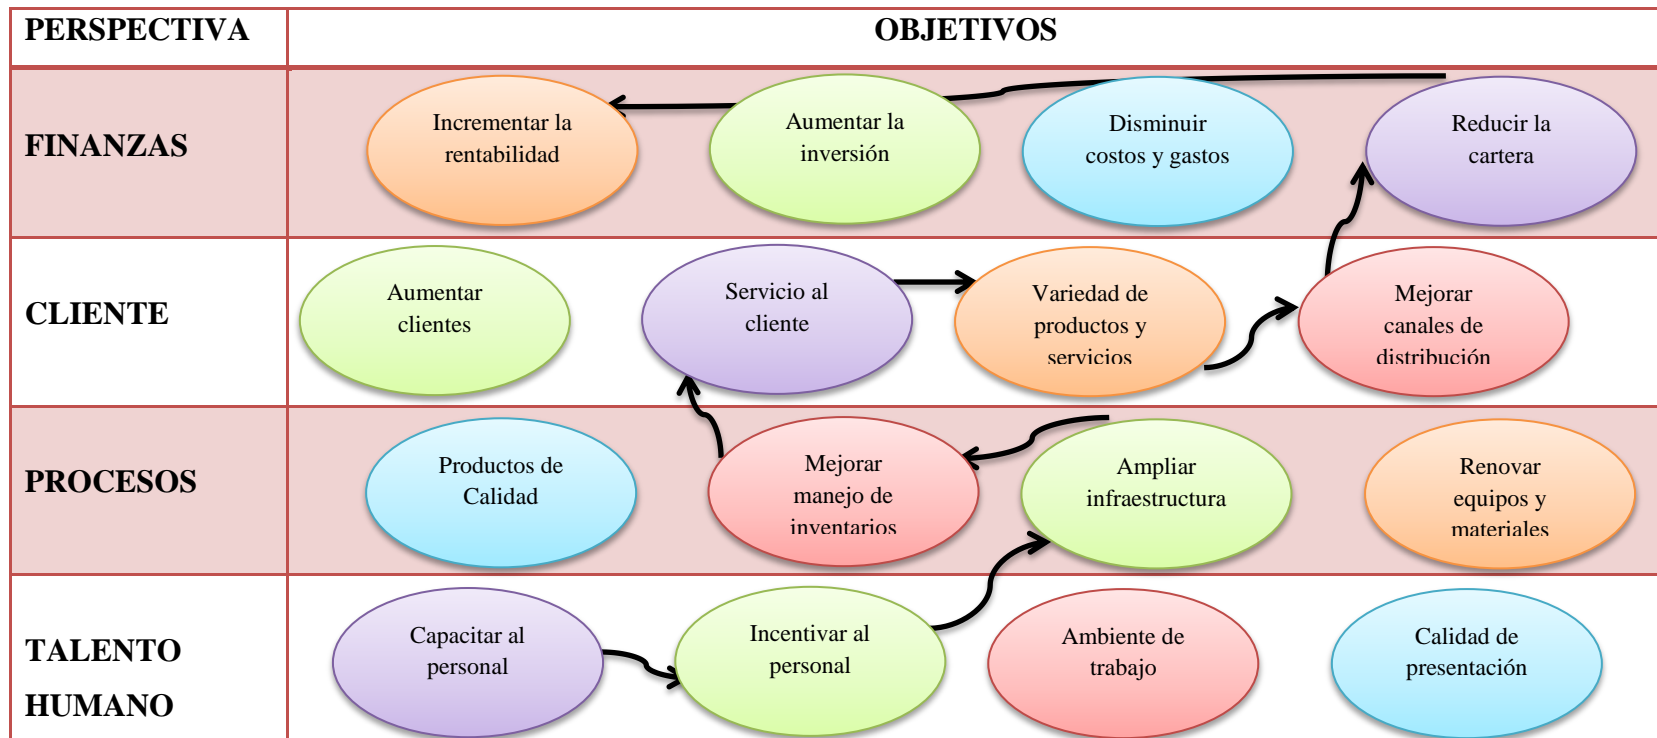 PERSPECTIVA
OBJETIVOS
FINANZAS
Incrementar la
rentabilidad
Aumentar la
inversión
Disminuir
costos y gastos
Reducir la
cartera
CLIENTE
Aumentar
clientes
Servicio al
cliente
Variedad de
productos y
servicios
Mejorar
canales de
distribución
PROCESOS
Productos de
Calidad
Mejorar
manejo de
inventarios
Ampliar
infraestructura
Renovar
equipos y
materiales
TALENTO
HUMANO
Capacitar al
personal
Incentivar al
personal
Ambiente de
trabajo
Calidad de
presentación